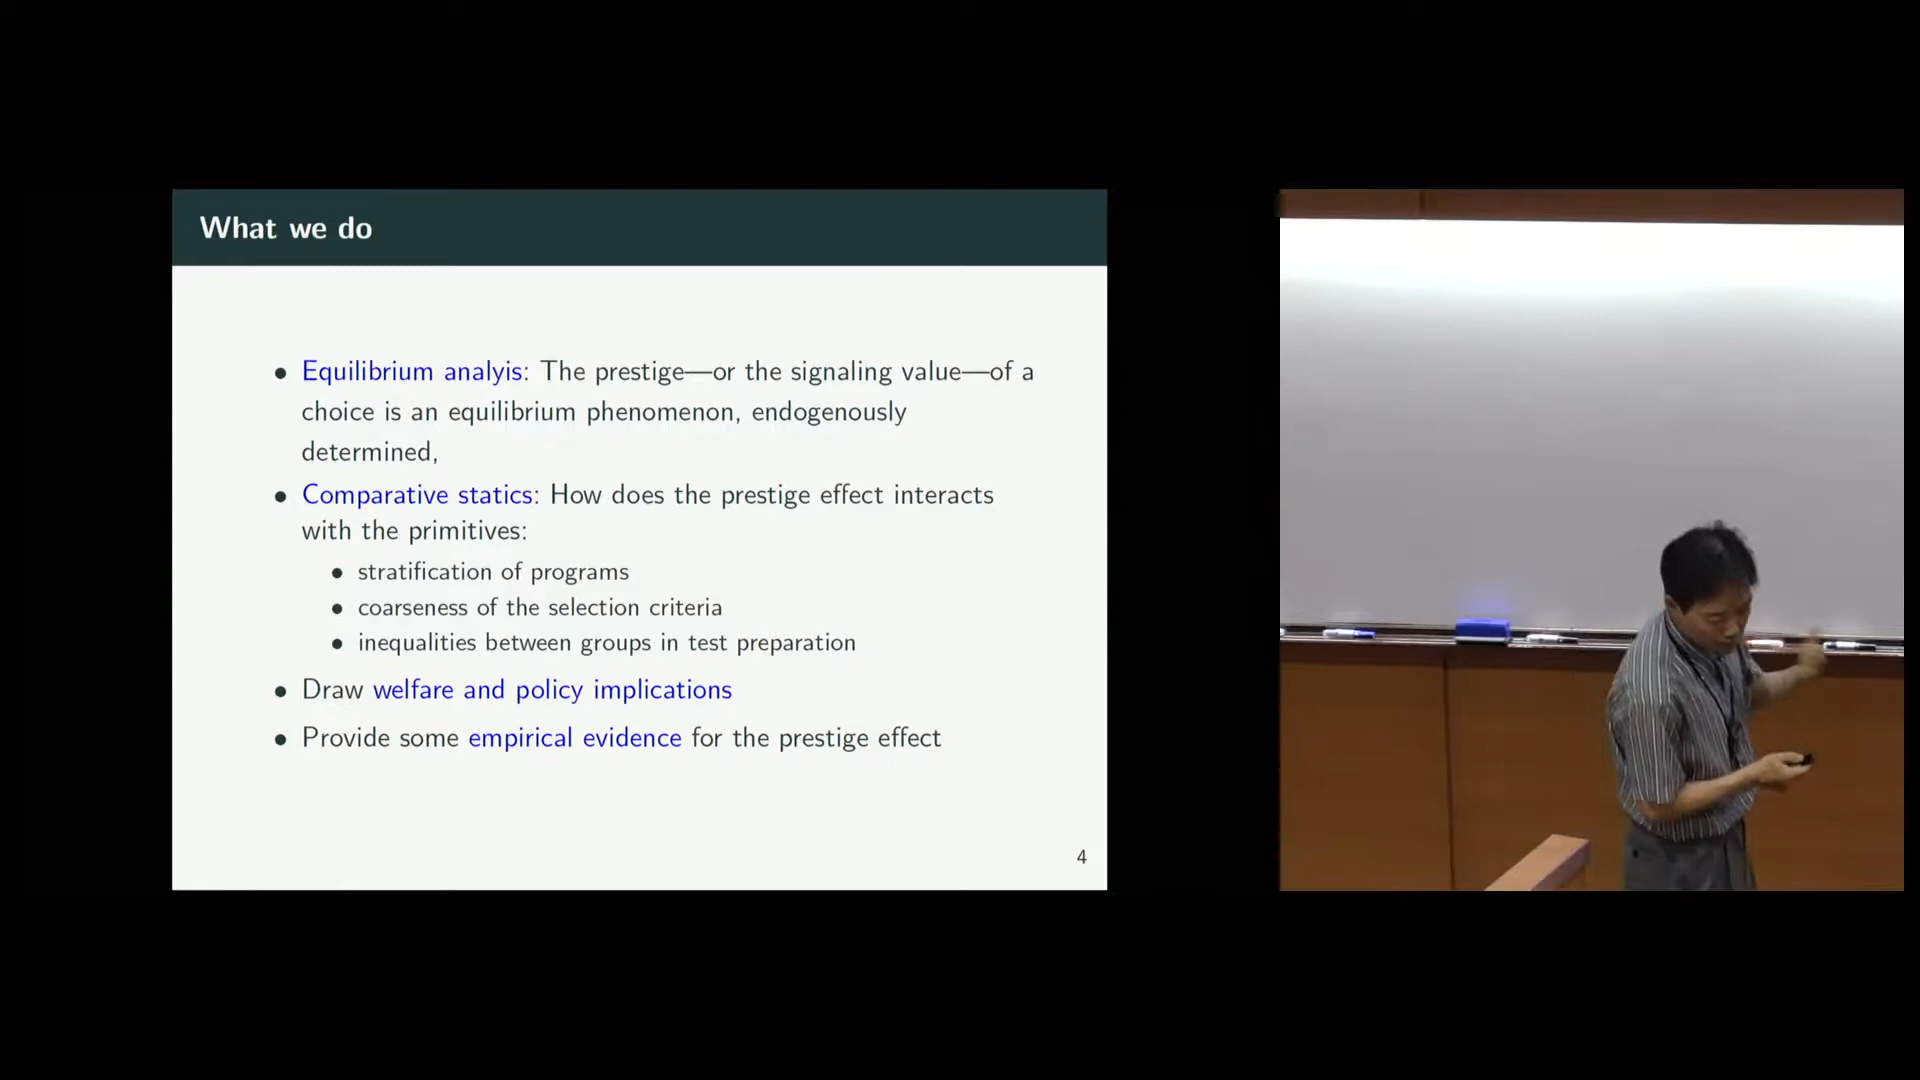 What we do
• Equilibrium analyis: The prestige—or the signaling value—of a
choice is an equilibrium phenomenon, endogenously
determined,
• Comparative statics: How does the prestige effect interacts
with the primitives:
• stratification of programs
• coarseness of the selection criteria
• inequalities between groups in test preparation
• Draw welfare and policy implications
• Provide some empirical evidence for the prestige effect
4